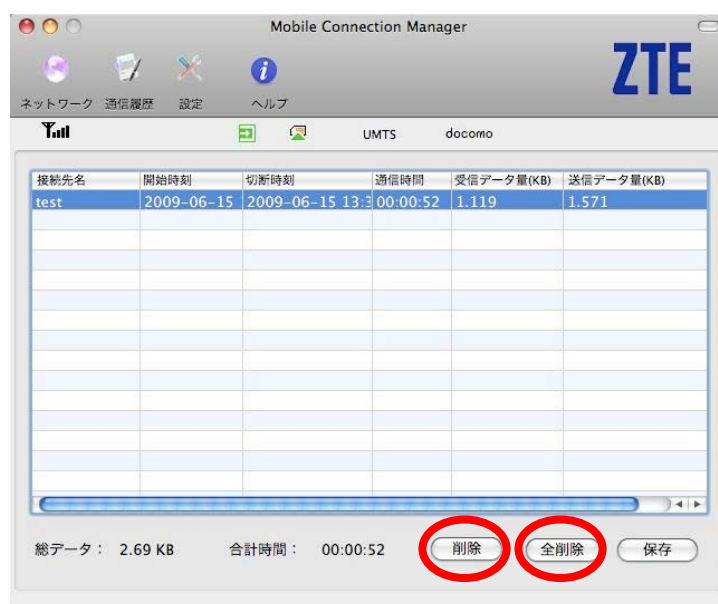 Mobile Connection Manager
ZTE
ネットワーク 通信履歴 設定 ヘルプ
UMTS docomo
接続先名 開始時刻 切断時刻 通信時間 受信データ量(KB) 送信データ量(KB)
test 2009-06-15 2009-06-15 13:3 00:00:52 1.119 1.571
総データ： 2.69 KB 合計時間： 00:00:52 削除 全削除 保存